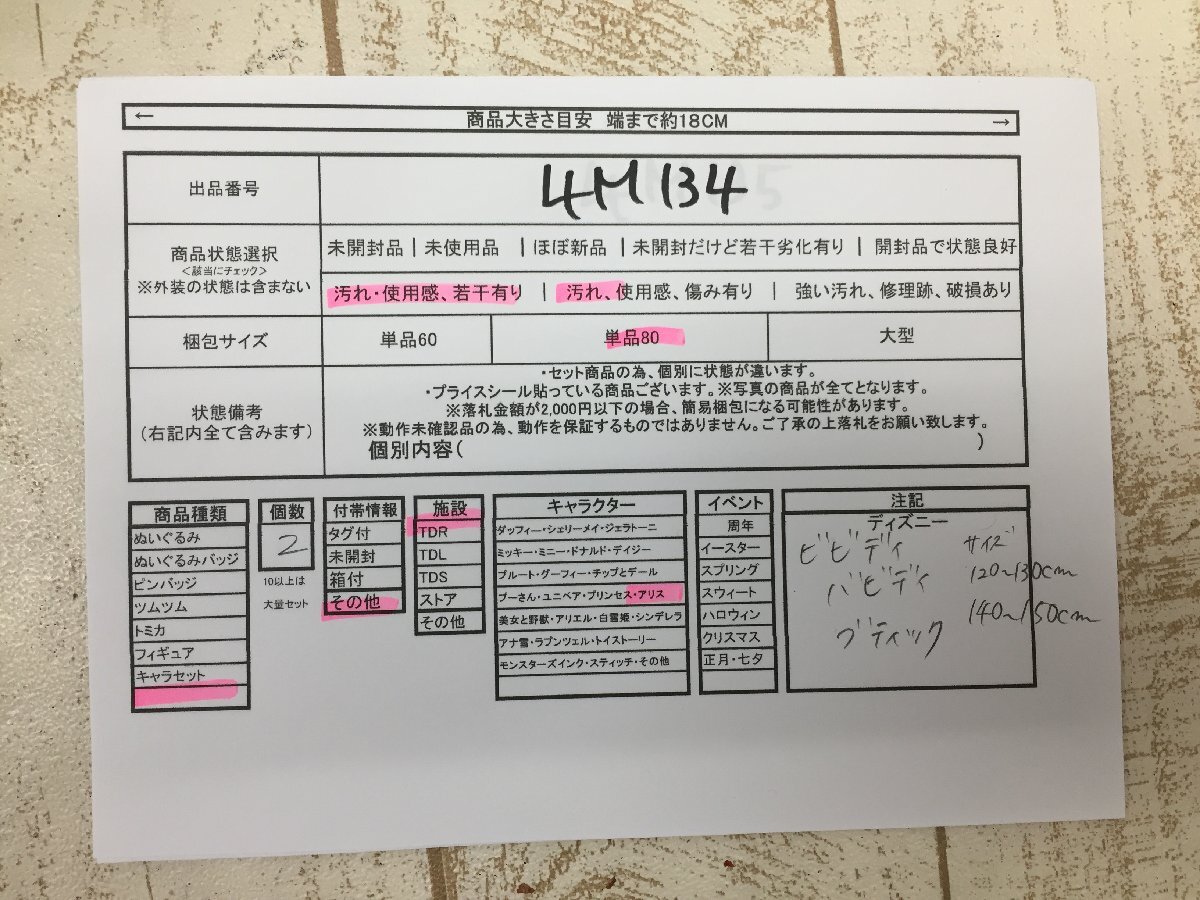 ← 商品大きさ目安 端まで約18CM →
出品番号 4M134
商品状態選択
<該当にチェック>
※外装の状態は含まない
未開封品 | 未使用品 | ほぼ新品 | 未開封だけど若干劣化有り | 開封品で状態良好
汚れ・使用感、若干有り | 汚れ、使用感、傷み有り | 強い汚れ、修理跡、破損あり
梱包サイズ 単品60 単品80 大型
状態備考
(右記内全て含みます)
・セット商品の為、個別に状態が違います。
・プライスシール貼っている商品ございます。※写真の商品が全てとなります。
※落札金額が2,000円以下の場合、簡易梱包になる可能性があります。
※動作未確認品の為、動作を保証するものではありません。ご了承の上落札をお願い致します。
個別内容( )
商品種類
ぬいぐるみ
ぬいぐるみバッジ
ピンバッジ
ツムツム
トミカ
フィギュア
キャラセット
個数
2
10以上は
大量セット
付帯情報
タグ付
未開封
箱付
その他
施設
TDR
TDL
TDS
ストア
その他
キャラクター
ダッフィー・シェリーメイ・ジェラトーニ
ミッキー・ミニー・ドナルド・デイジー
プルート・グーフィー・チップとデール
プーさん・ユニベア・プリンセス・アリス
美女と野獣・アリエル・白雪姫・シンデレラ
アナ雪・ラプンツェル・トイストーリー
モンスターズインク・スティッチ・その他
イベント
周年
イースター
スプリング
スウィート
ハロウィン
クリスマス
正月・七夕
注記
ディズニー
ビビディ
バビディ
ブティック
サイズ
120~130cm
140~150cm